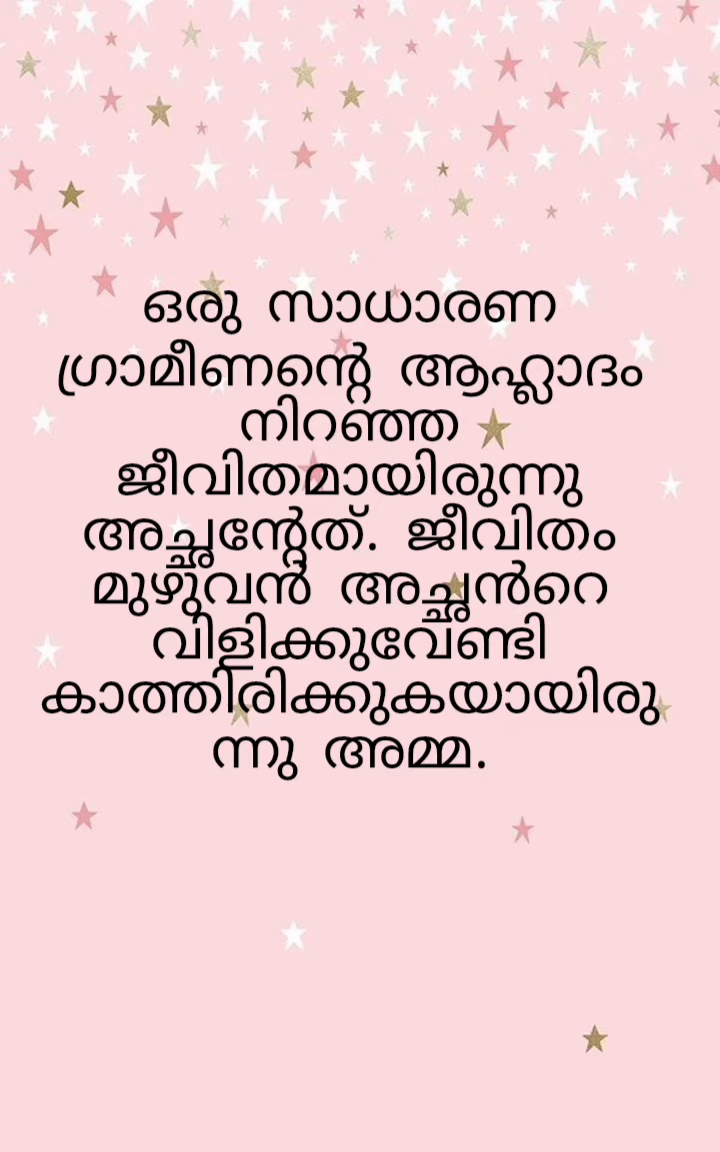 ഒരു സാധാരണ
ഗ്രാമീണന്റെ ആഹ്ലാദം
നിറഞ്ഞ
ജീവിതമായിരുന്നു
അച്ഛന്റേത്. ജീവിതം
മുഴുവൻ അച്ഛൻറെ
വിളിക്കുവേണ്ടി
കാത്തിരിക്കുകയായിരു
ന്നു അമ്മ.